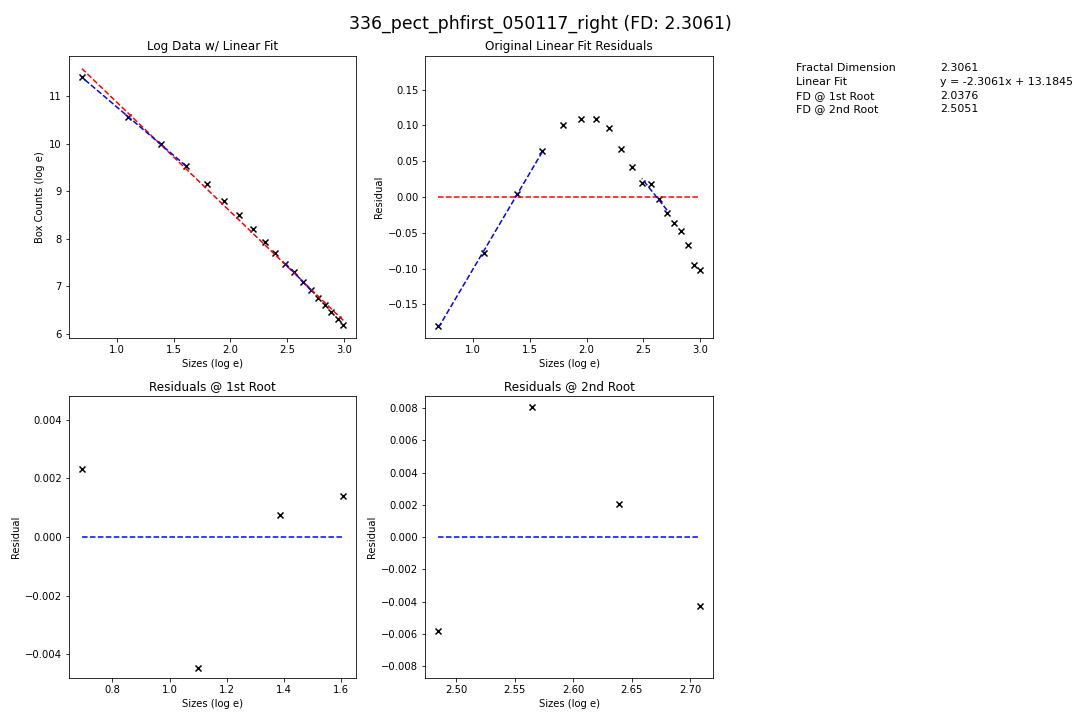 336_pect_phfirst_050117_right (FD: 2.3061)
Log Data w/ Linear Fit
11
10
9
8
7
6
Box Counts (log e)
1.0 1.5 2.0 2.5 3.0
Sizes (log e)
Original Linear Fit Residuals
0.15
0.10
0.05
0.00
−0.05
−0.10
−0.15
Residual
1.0 1.5 2.0 2.5 3.0
Sizes (log e)
Fractal Dimension 2.3061
Linear Fit y = -2.3061x + 13.1845
FD @ 1st Root 2.0376
FD @ 2nd Root 2.5051
Residuals @ 1st Root
0.004
0.002
0.000
−0.002
−0.004
Residual
0.8 1.0 1.2 1.4 1.6
Sizes (log e)
Residuals @ 2nd Root
0.008
0.006
0.004
0.002
0.000
−0.002
−0.004
−0.006
−0.008
Residual
2.50 2.55 2.60 2.65 2.70
Sizes (log e)